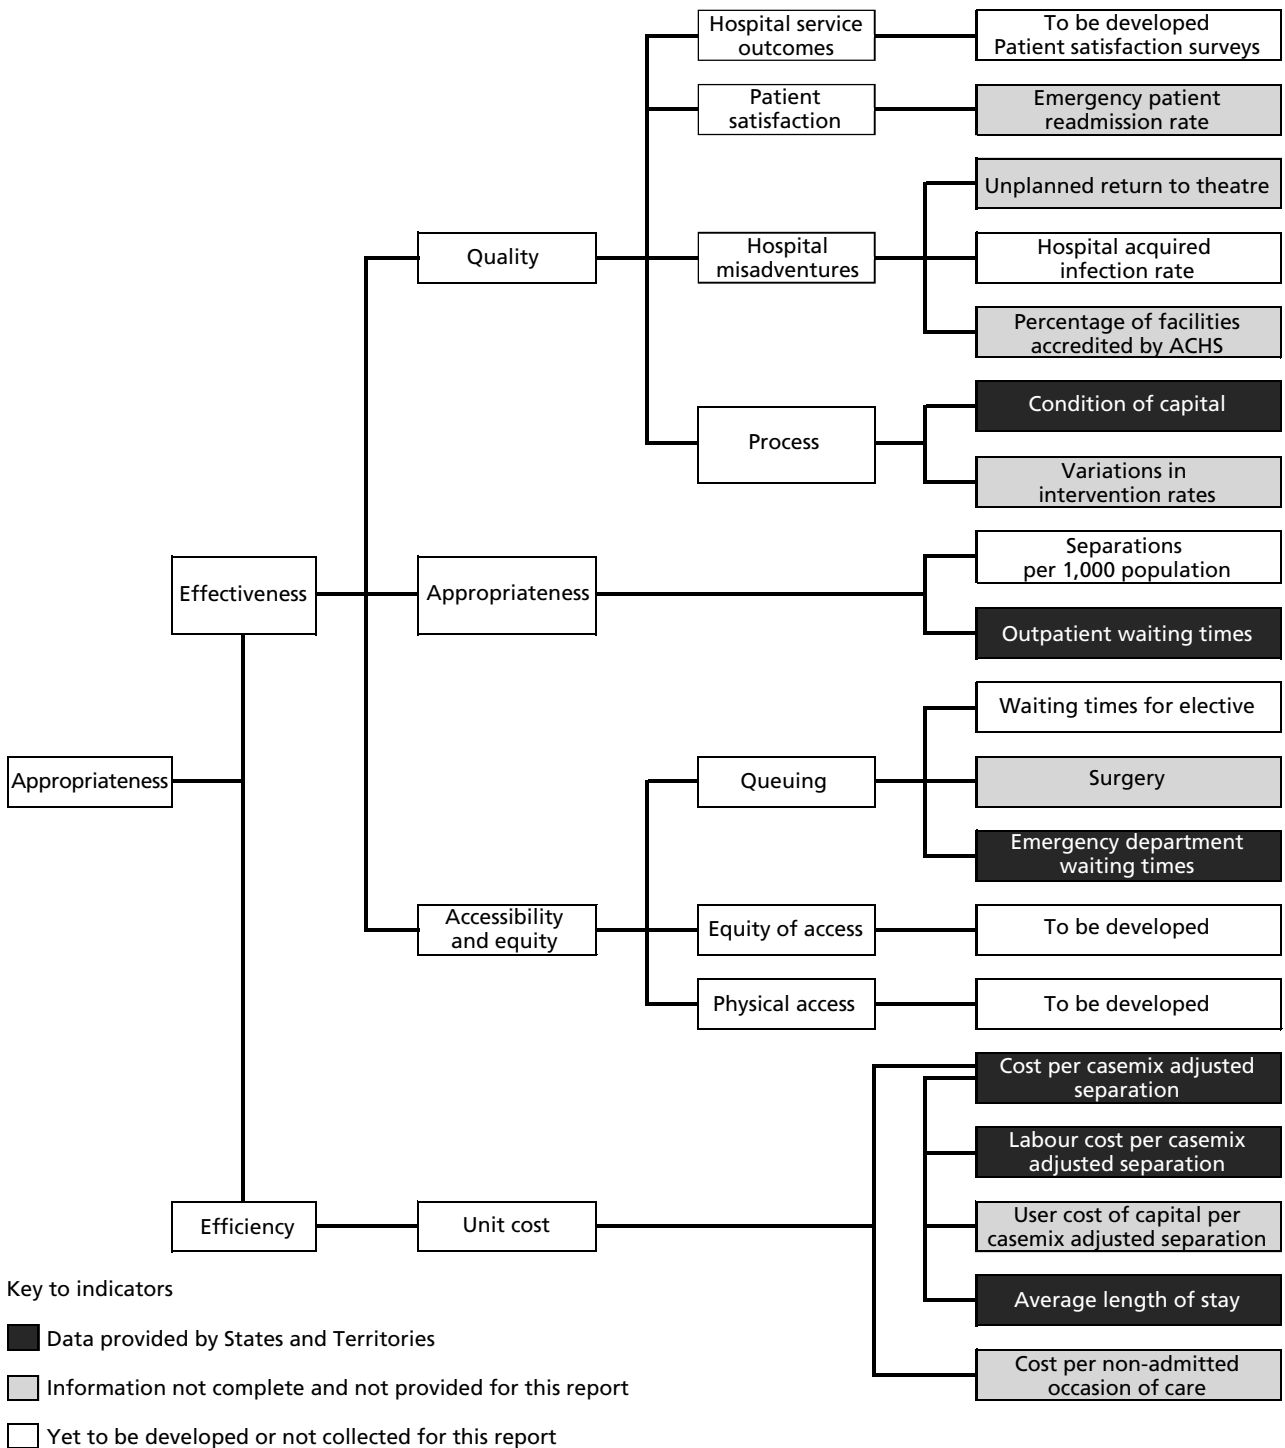 Hospital service
outcomes
To be developed
Patient satisfaction surveys
Patient
satisfaction
Emergency patient
readmission rate
Unplanned return to theatre
Quality
Hospital
misadventures
Hospital acquired
infection rate
Percentage of facilities
accredited by ACHS
Process
Condition of capital
Variations in
intervention rates
Effectiveness
Appropriateness
Separations
per 1,000 population
Outpatient waiting times
Waiting times for elective
Appropriateness
Queuing
Surgery
Emergency department
waiting times
Accessibility
and equity
Equity of access
To be developed
Physical access
To be developed
Cost per casemix adjusted
separation
Labour cost per casemix
adjusted separation
Efficiency
Unit cost
User cost of capital per
casemix adjusted separation
Average length of stay
Cost per non-admitted
occasion of care
Key to indicators
Data provided by States and Territories
Information not complete and not provided for this report
Yet to be developed or not collected for this report